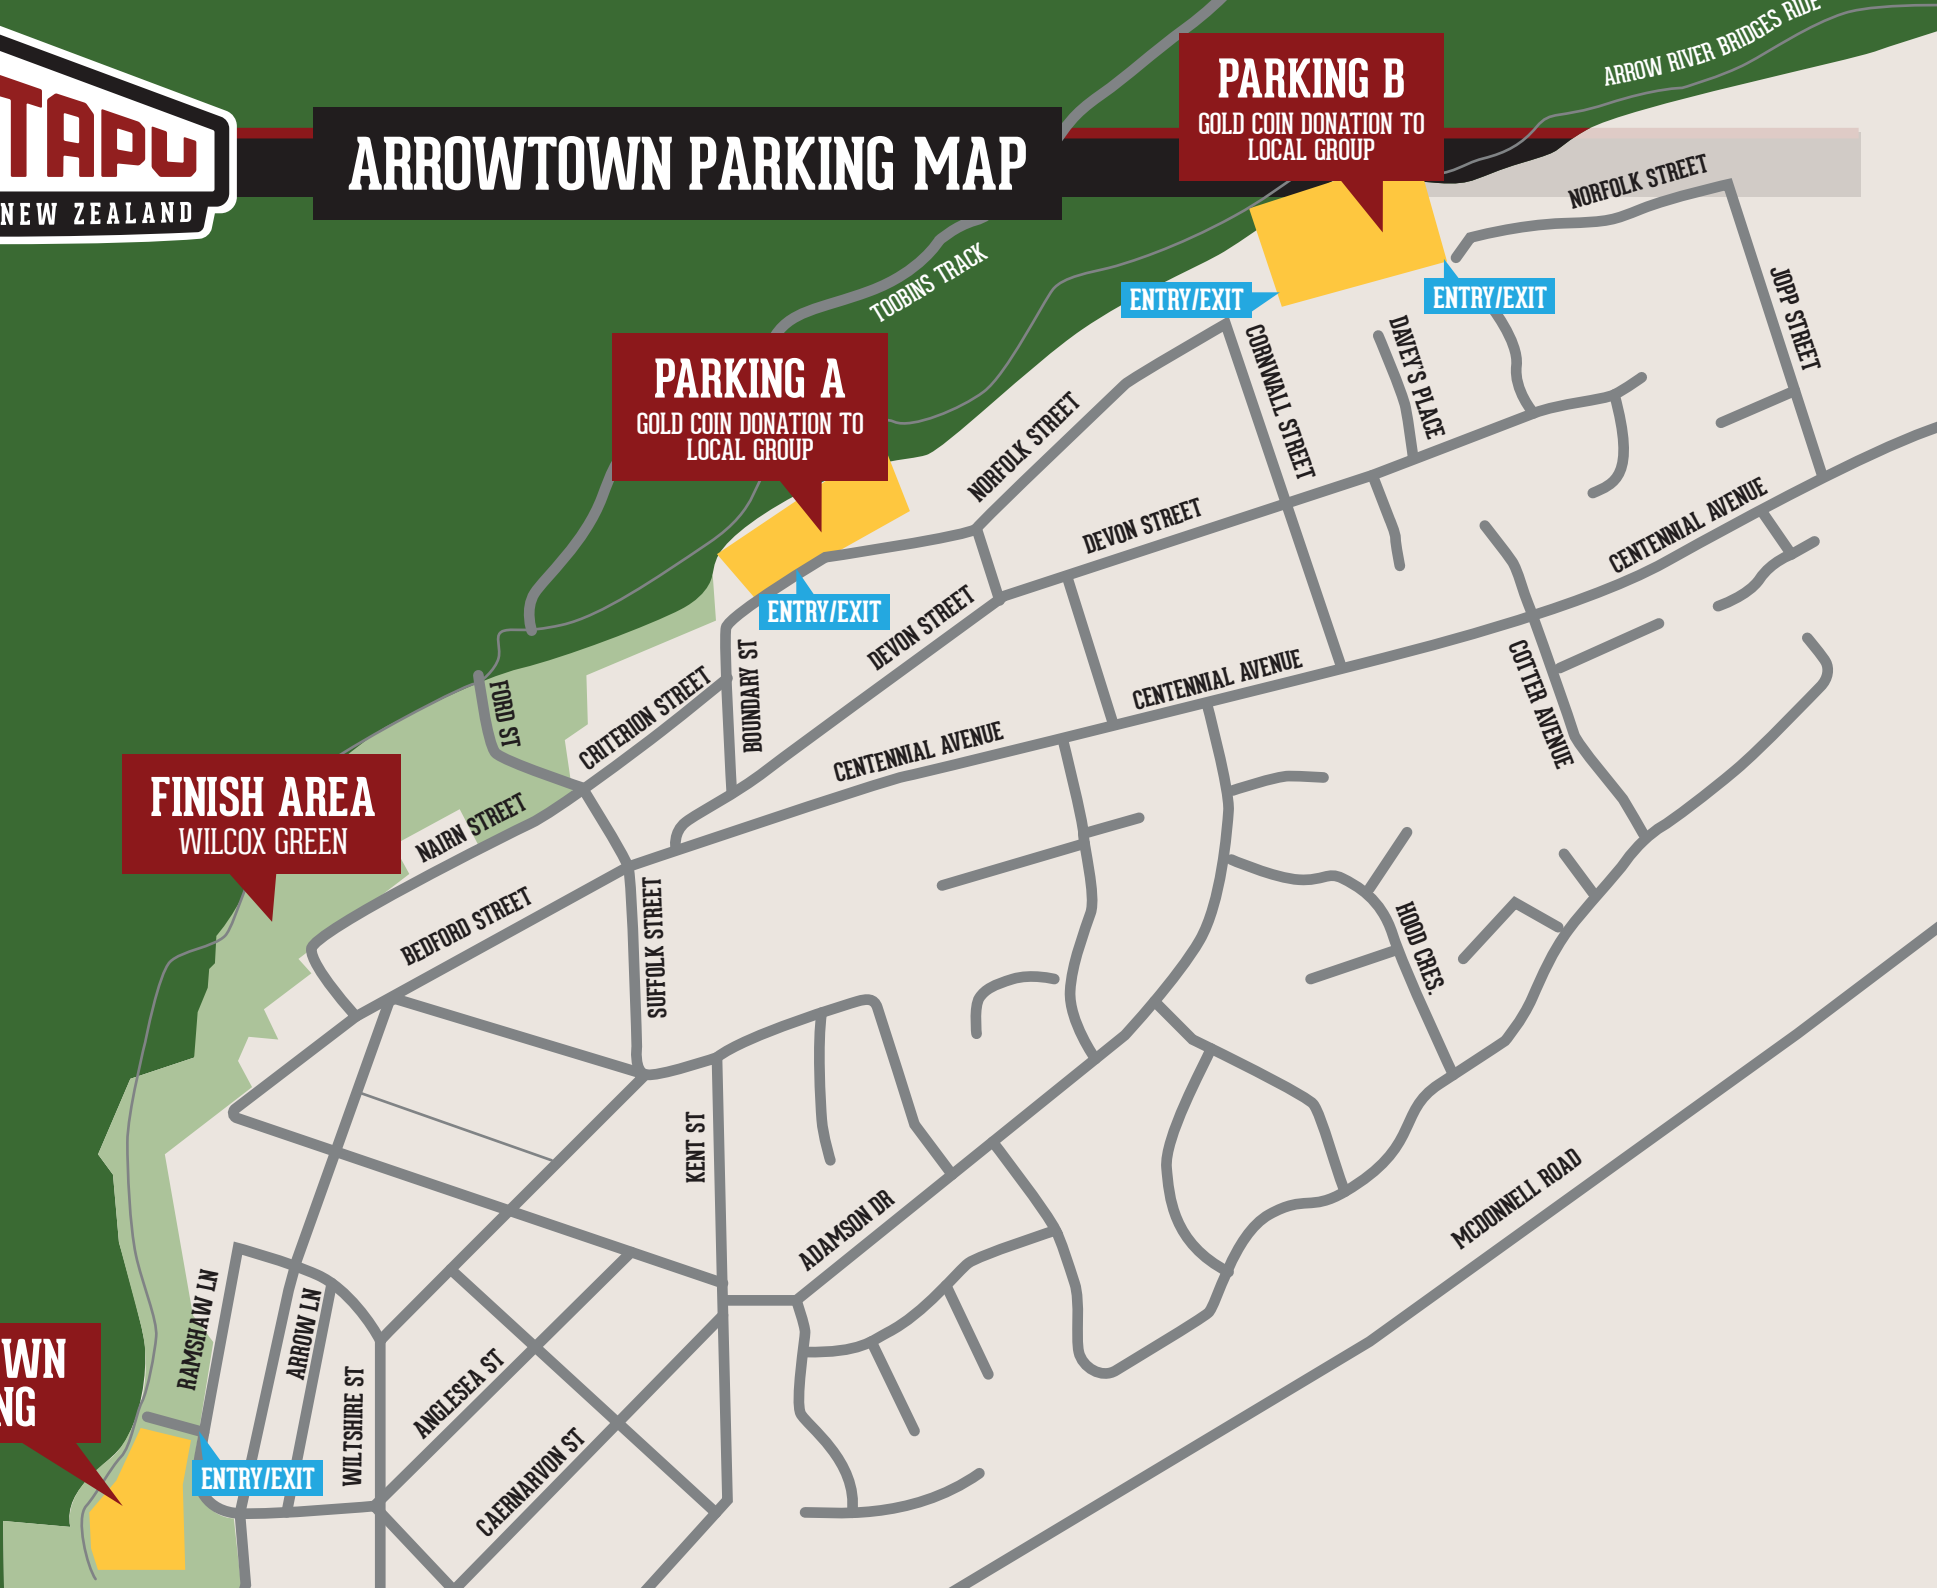 TAPU
NEW ZEALAND
ARROWTOWN PARKING MAP
PARKING B
GOLD COIN DONATION TO
LOCAL GROUP
ARROW RIVER BRIDGES RIDE
NORFOLK STREET
JOPP STREET
TOOBINS TRACK
ENTRY/EXIT
ENTRY/EXIT
PARKING A
GOLD COIN DONATION TO
LOCAL GROUP
CORNWALL STREET
DAVEY'S PLACE
NORFOLK STREET
DEVON STREET
CENTENNIAL AVENUE
ENTRY/EXIT
DEVON STREET
BOUNDARY ST
CRITERION STREET
FORD ST
CENTENNIAL AVENUE
COTTER AVENUE
CENTENNIAL AVENUE
FINISH AREA
WILCOX GREEN
NAIRN STREET
BEDFORD STREET
SUFFOLK STREET
HOOD CRES.
KENT ST
ADAMSON DR
MCDONNELL ROAD
RAMSHAW LN
ARROW LN
WILTSHIRE ST
ANGLESEA ST
CAERNARVON ST
WN
NG
ENTRY/EXIT